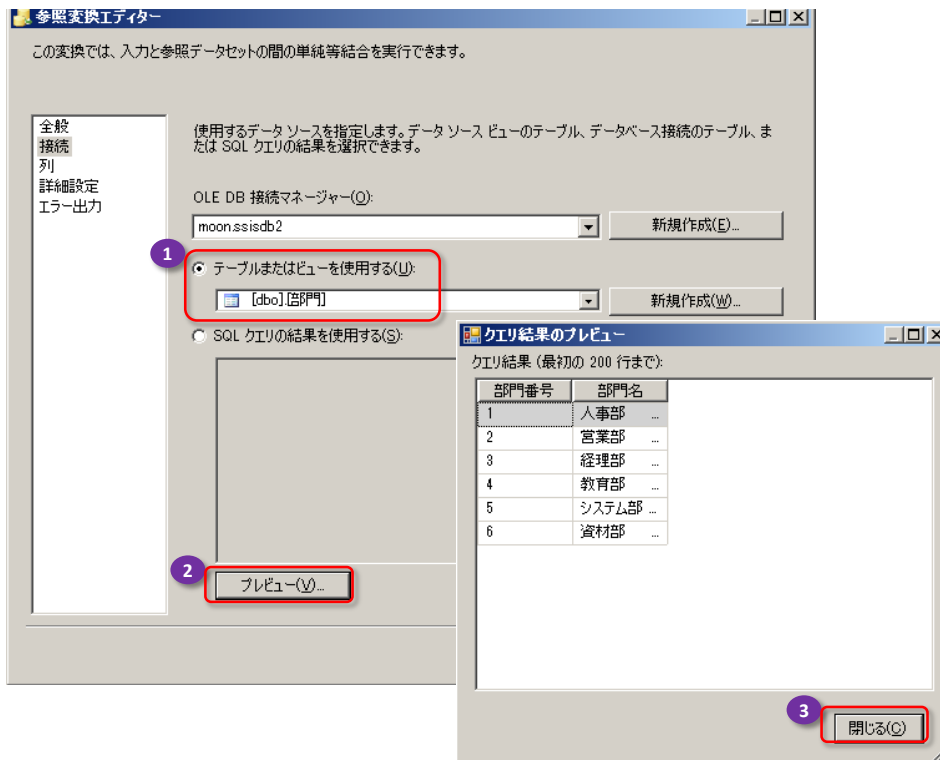 参照変換エディター
この変換では、入力と参照データセットの間の単純等結合を実行できます。
全般
接続
列
詳細設定
エラー出力
使用するデータ ソースを指定します。データ ソース ビューのテーブル、データベース接続のテーブル、ま
たは SQL クエリの結果を選択できます。
OLE DB 接続マネージャー(O):
moon.ssisdb2
新規作成(E)...
1
テーブルまたはビューを使用する(U):
[dbo].[部門]
新規作成(W)...
SQL クエリの結果を使用する(S):
2
プレビュー(V)...
クエリ結果のプレビュー
クエリ結果 (最初の 200 行まで):
部門番号 部門名
1 人事部 ...
2 営業部 ...
3 経理部 ...
4 教育部 ...
5 システム部 ...
6 資材部 ...
3
閉じる(C)